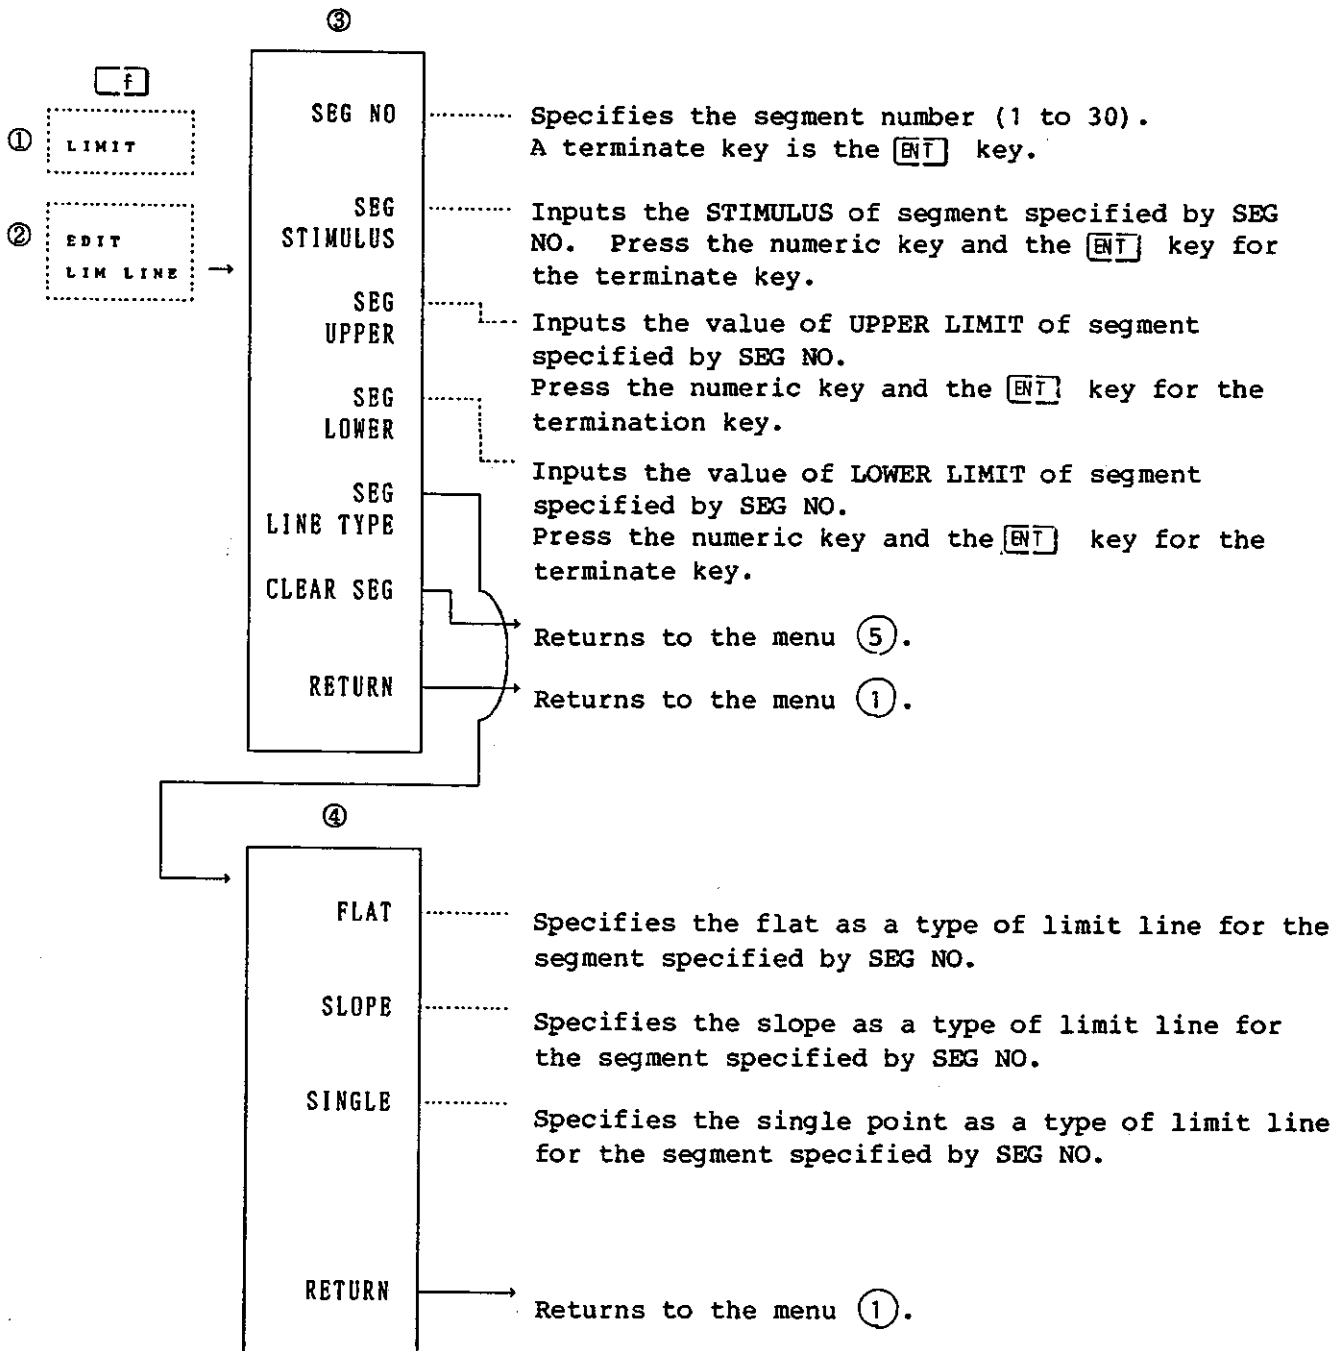 ③
f
① LIMIT
② EDIT
LIM LINE
SEG NO
Specifies the segment number (1 to 30).
A terminate key is the ENT key.
SEG
STIMULUS
Inputs the STIMULUS of segment specified by SEG
NO. Press the numeric key and the ENT key for
the terminate key.
SEG
UPPER
Inputs the value of UPPER LIMIT of segment
specified by SEG NO.
Press the numeric key and the ENT key for the
termination key.
SEG
LOWER
Inputs the value of LOWER LIMIT of segment
specified by SEG NO.
Press the numeric key and the ENT key for the
terminate key.
SEG
LINE TYPE
CLEAR SEG
Returns to the menu ⑤.
RETURN
Returns to the menu ①.
④
FLAT
Specifies the flat as a type of limit line for the
segment specified by SEG NO.
SLOPE
Specifies the slope as a type of limit line for
the segment specified by SEG NO.
SINGLE
Specifies the single point as a type of limit line
for the segment specified by SEG NO.
RETURN
Returns to the menu ①.